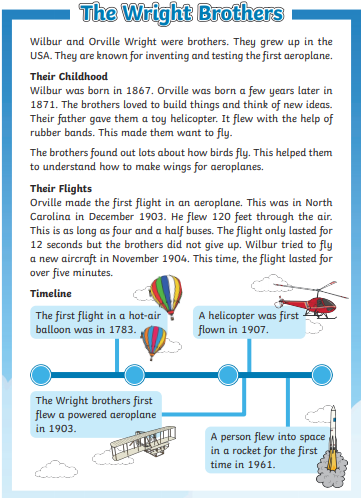 The Wright Brothers
Wilbur and Orville Wright were brothers. They grew up in the
USA. They are known for inventing and testing the first aeroplane.
Their Childhood
Wilbur was born in 1867. Orville was born a few years later in
1871. The brothers loved to build things and think of new ideas.
Their father gave them a toy helicopter. It flew with the help of
rubber bands. This made them want to fly.
The brothers found out lots about how birds fly. This helped them
to understand how to make wings for aeroplanes.
Their Flights
Orville made the first flight in an aeroplane. This was in North
Carolina in December 1903. He flew 120 feet through the air.
This is as long as four and a half buses. The flight only lasted for
12 seconds but the brothers did not give up. Wilbur tried to fly
a new aircraft in November 1904. This time, the flight lasted for
over five minutes.
Timeline
The first flight in a hot-air
balloon was in 1783.
A helicopter was first
flown in 1907.
The Wright brothers first
flew a powered aeroplane
in 1903.
A person flew into space
in a rocket for the first
time in 1961.